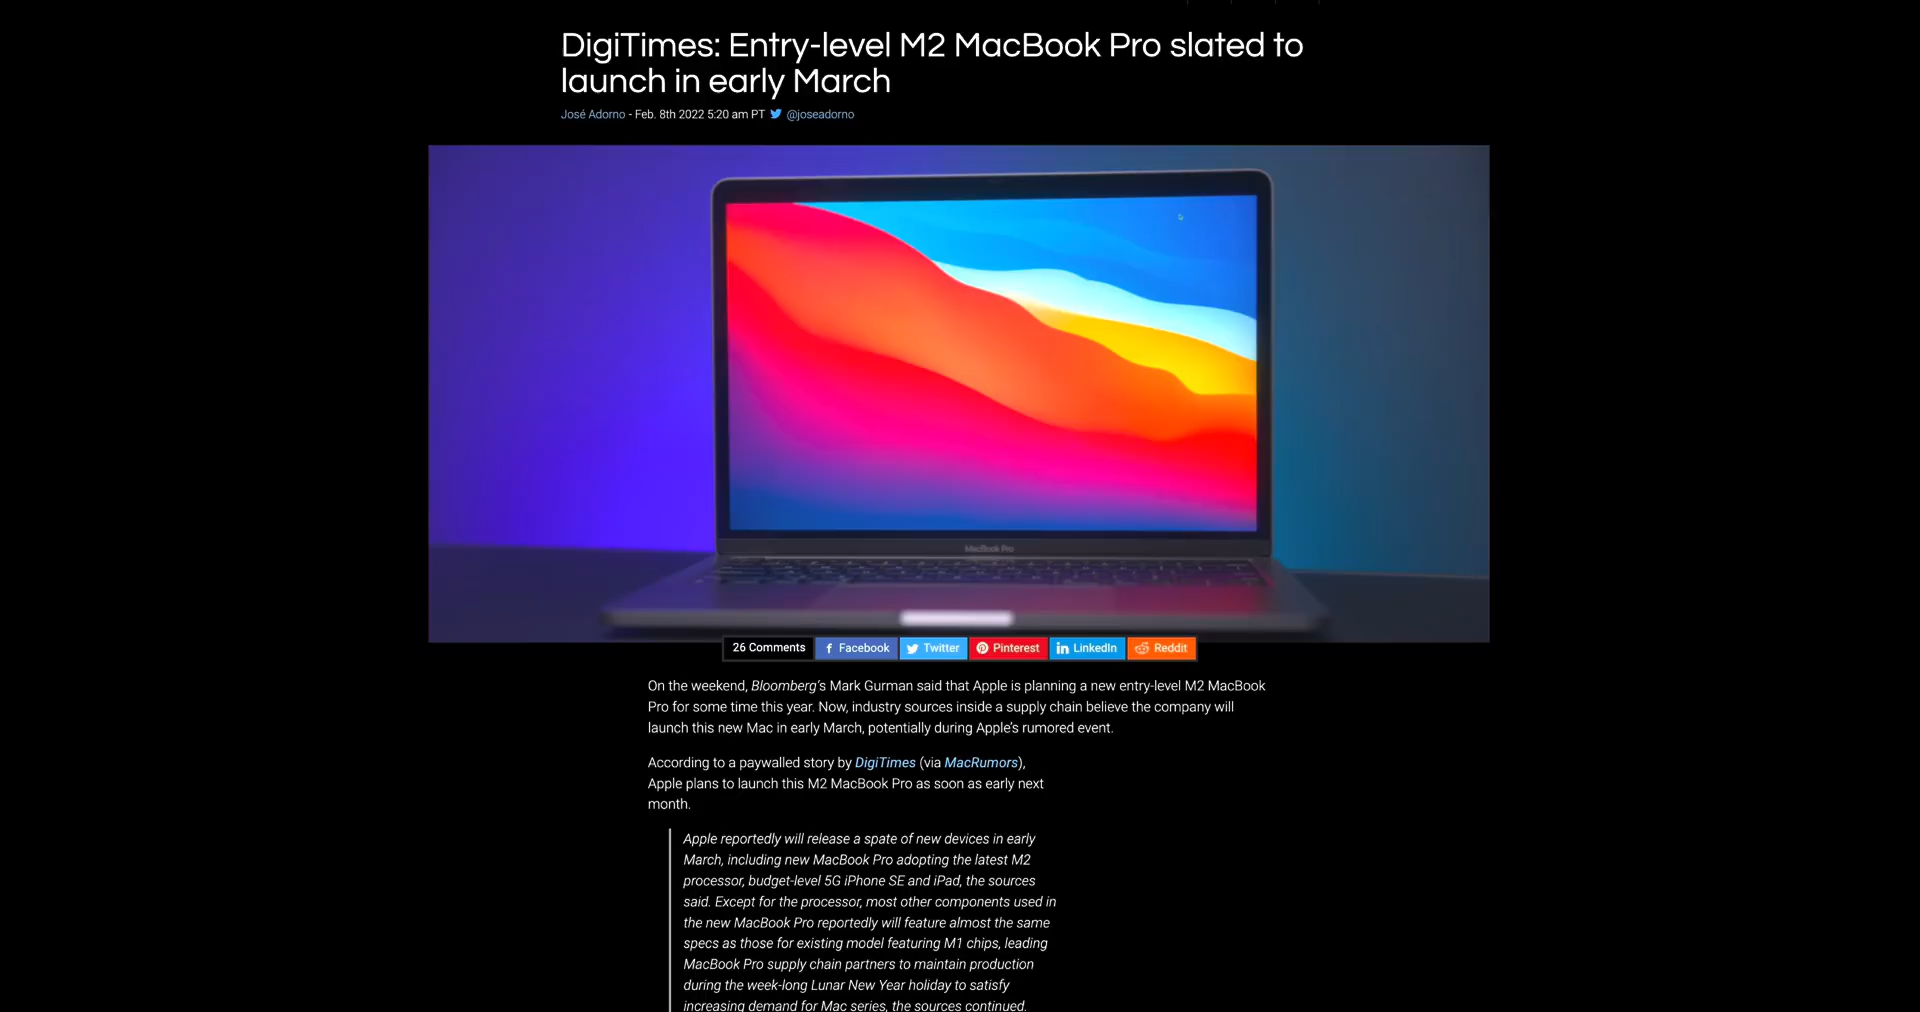 DigiTimes: Entry-level M2 MacBook Pro slated to
launch in early March
José Adorno - Feb. 8th 2022 5:20 am PT @joseadorno
MacBook Pro
26 Comments Facebook Twitter Pinterest LinkedIn Reddit
On the weekend, Bloomberg's Mark Gurman said that Apple is planning a new entry-level M2 MacBook
Pro for some time this year. Now, industry sources inside a supply chain believe the company will
launch this new Mac in early March, potentially during Apple's rumored event.
According to a paywalled story by DigiTimes (via MacRumors),
Apple plans to launch this M2 MacBook Pro as soon as early next
month.
Apple reportedly will release a spate of new devices in early
March, including new MacBook Pro adopting the latest M2
processor, budget-level 5G iPhone SE and iPad, the sources
said. Except for the processor, most other components used in
the new MacBook Pro reportedly will feature almost the same
specs as those for existing model featuring M1 chips, leading
MacBook Pro supply chain partners to maintain production
during the week-long Lunar New Year holiday to satisfy
increasing demand for Mac series, the sources continued.